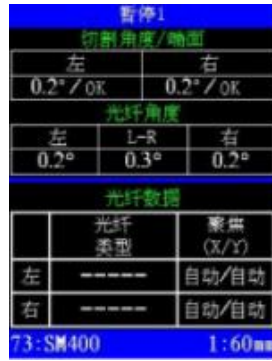 暂停1
切割角度/端面
左 右
0.2°/OK 0.2°/OK
光纤角度
左 L-R 右
0.2° 0.3° 0.2°
光纤数据
光纤类型 聚焦(X/Y)
左 ----- 自动/自动
右 ----- 自动/自动
73:SM400 1:60mm